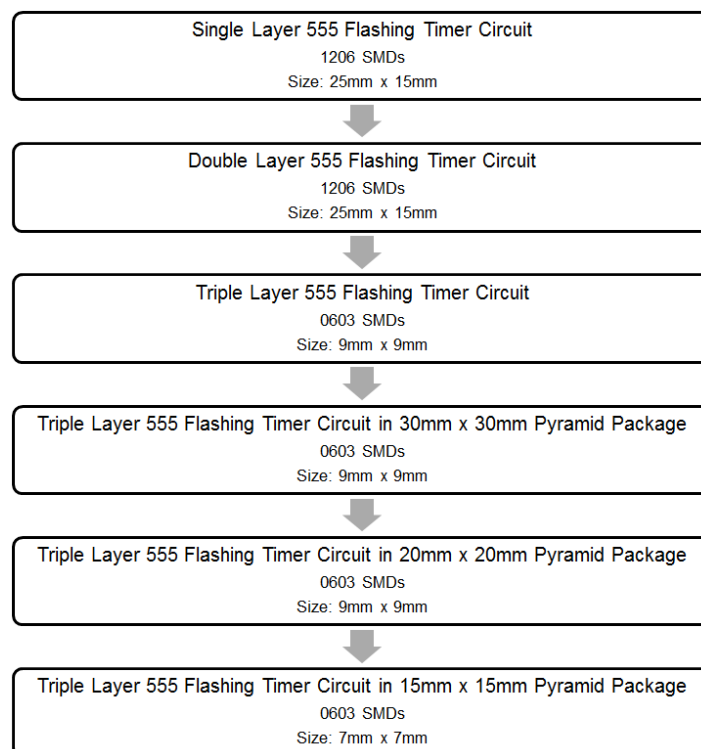 Single Layer 555 Flashing Timer Circuit
1206 SMDs
Size: 25mm x 15mm
Double Layer 555 Flashing Timer Circuit
1206 SMDs
Size: 25mm x 15mm
Triple Layer 555 Flashing Timer Circuit
0603 SMDs
Size: 9mm x 9mm
Triple Layer 555 Flashing Timer Circuit in 30mm x 30mm Pyramid Package
0603 SMDs
Size: 9mm x 9mm
Triple Layer 555 Flashing Timer Circuit in 20mm x 20mm Pyramid Package
0603 SMDs
Size: 9mm x 9mm
Triple Layer 555 Flashing Timer Circuit in 15mm x 15mm Pyramid Package
0603 SMDs
Size: 7mm x 7mm